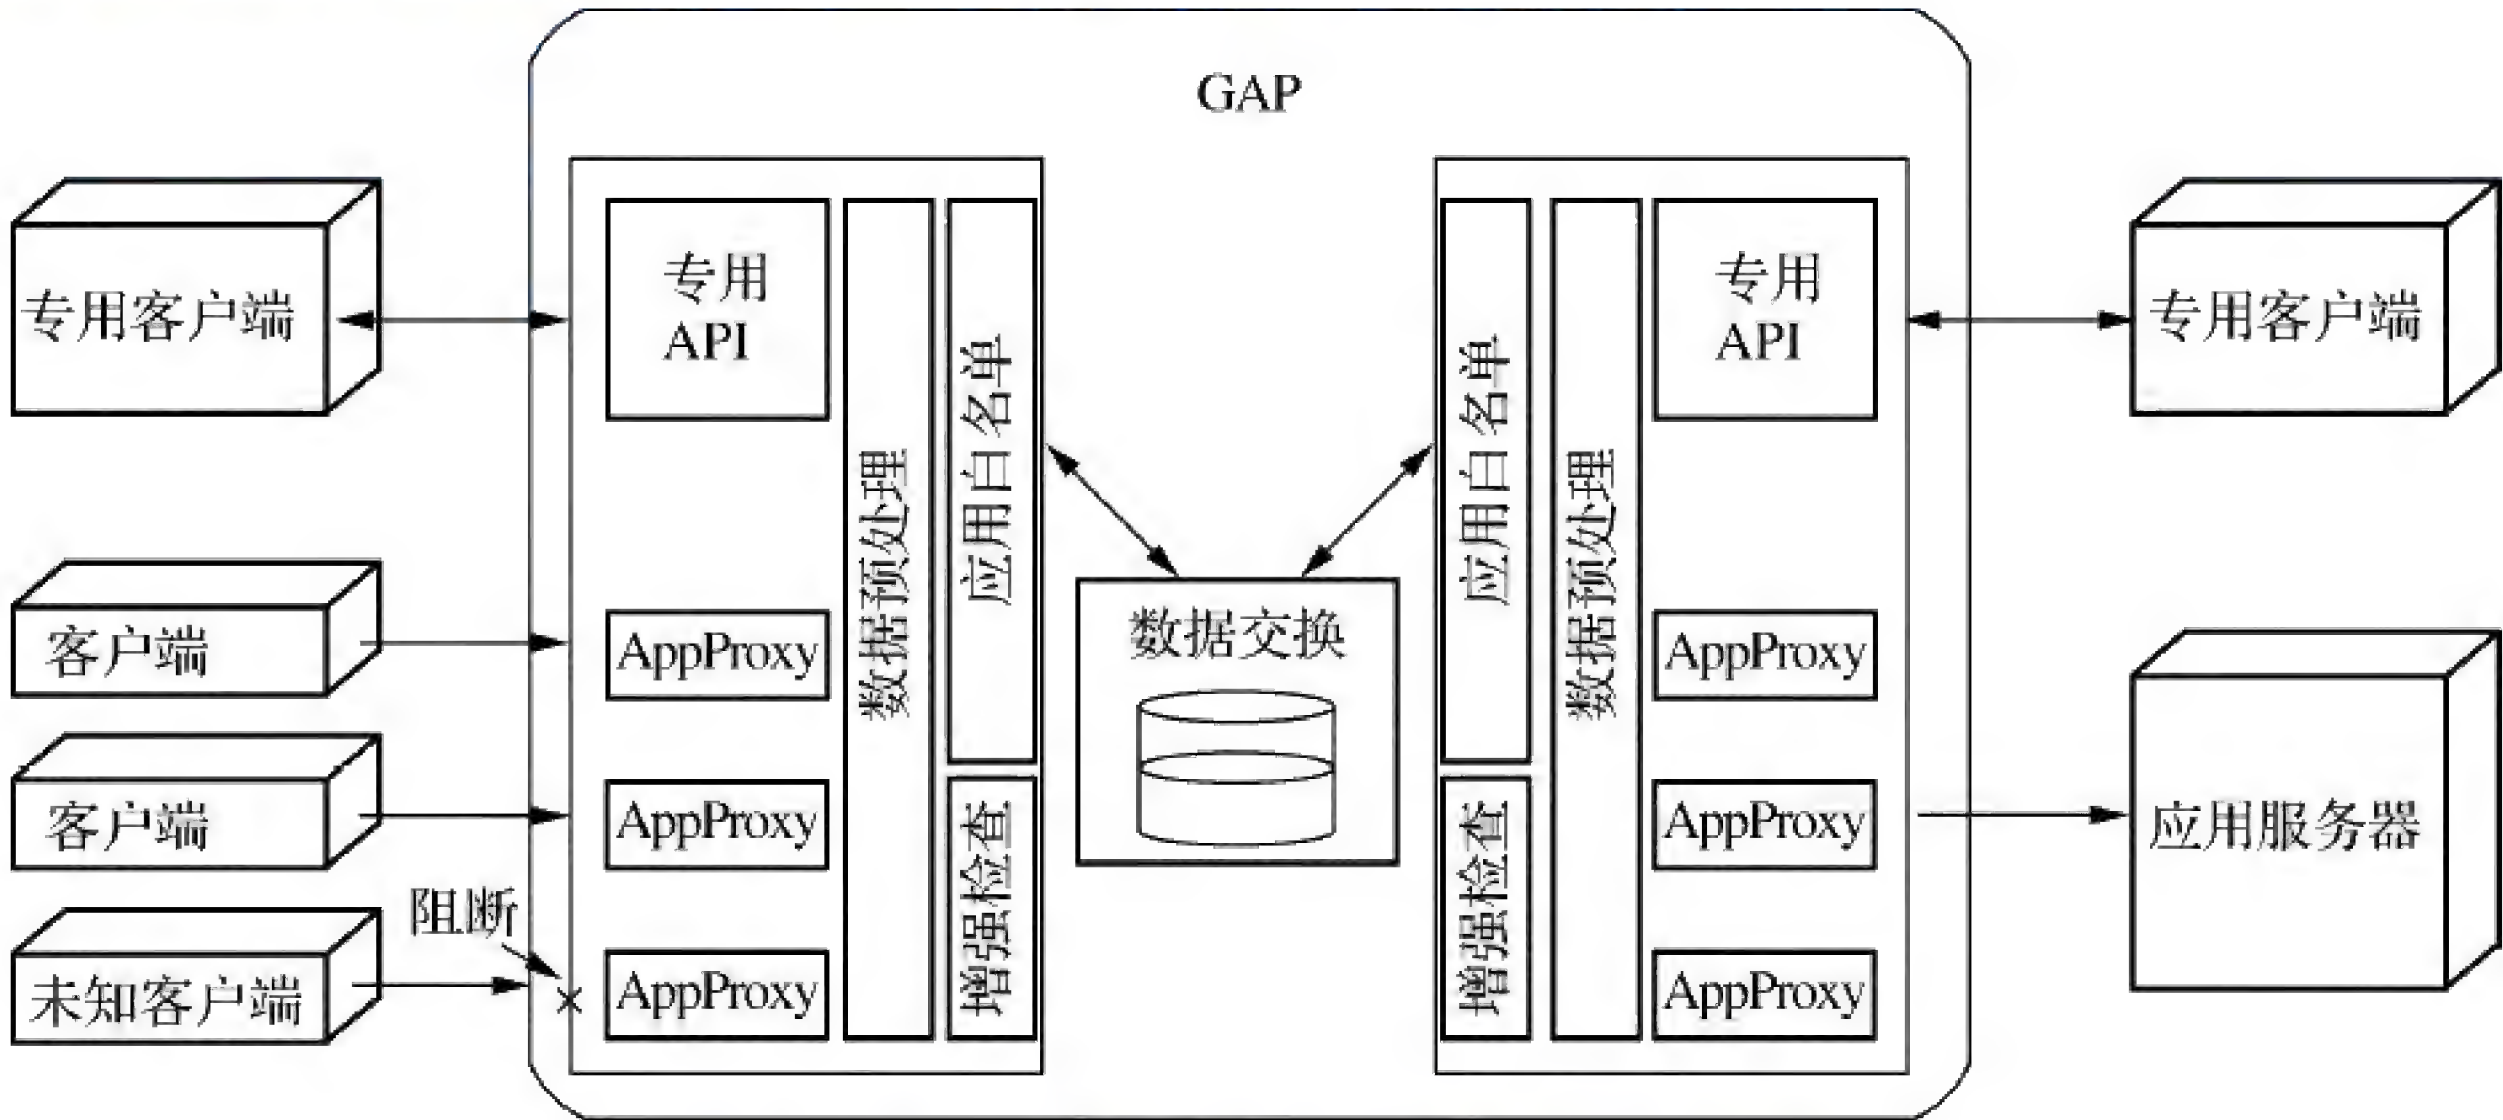 GAP
专用客户端
客户端
客户端
未知客户端
阻断
专用
API
AppProxy
AppProxy
AppProxy
数据预处理
应用白名单
增强检查
数据交换
应用白名单
增强检查
数据预处理
专用
API
AppProxy
AppProxy
AppProxy
专用客户端
应用服务器